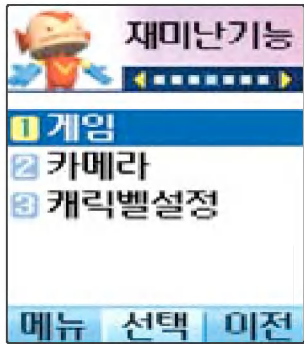 재미난기능
1 게임
2 카메라
3 캐릭벨설정
메뉴 선택 이전